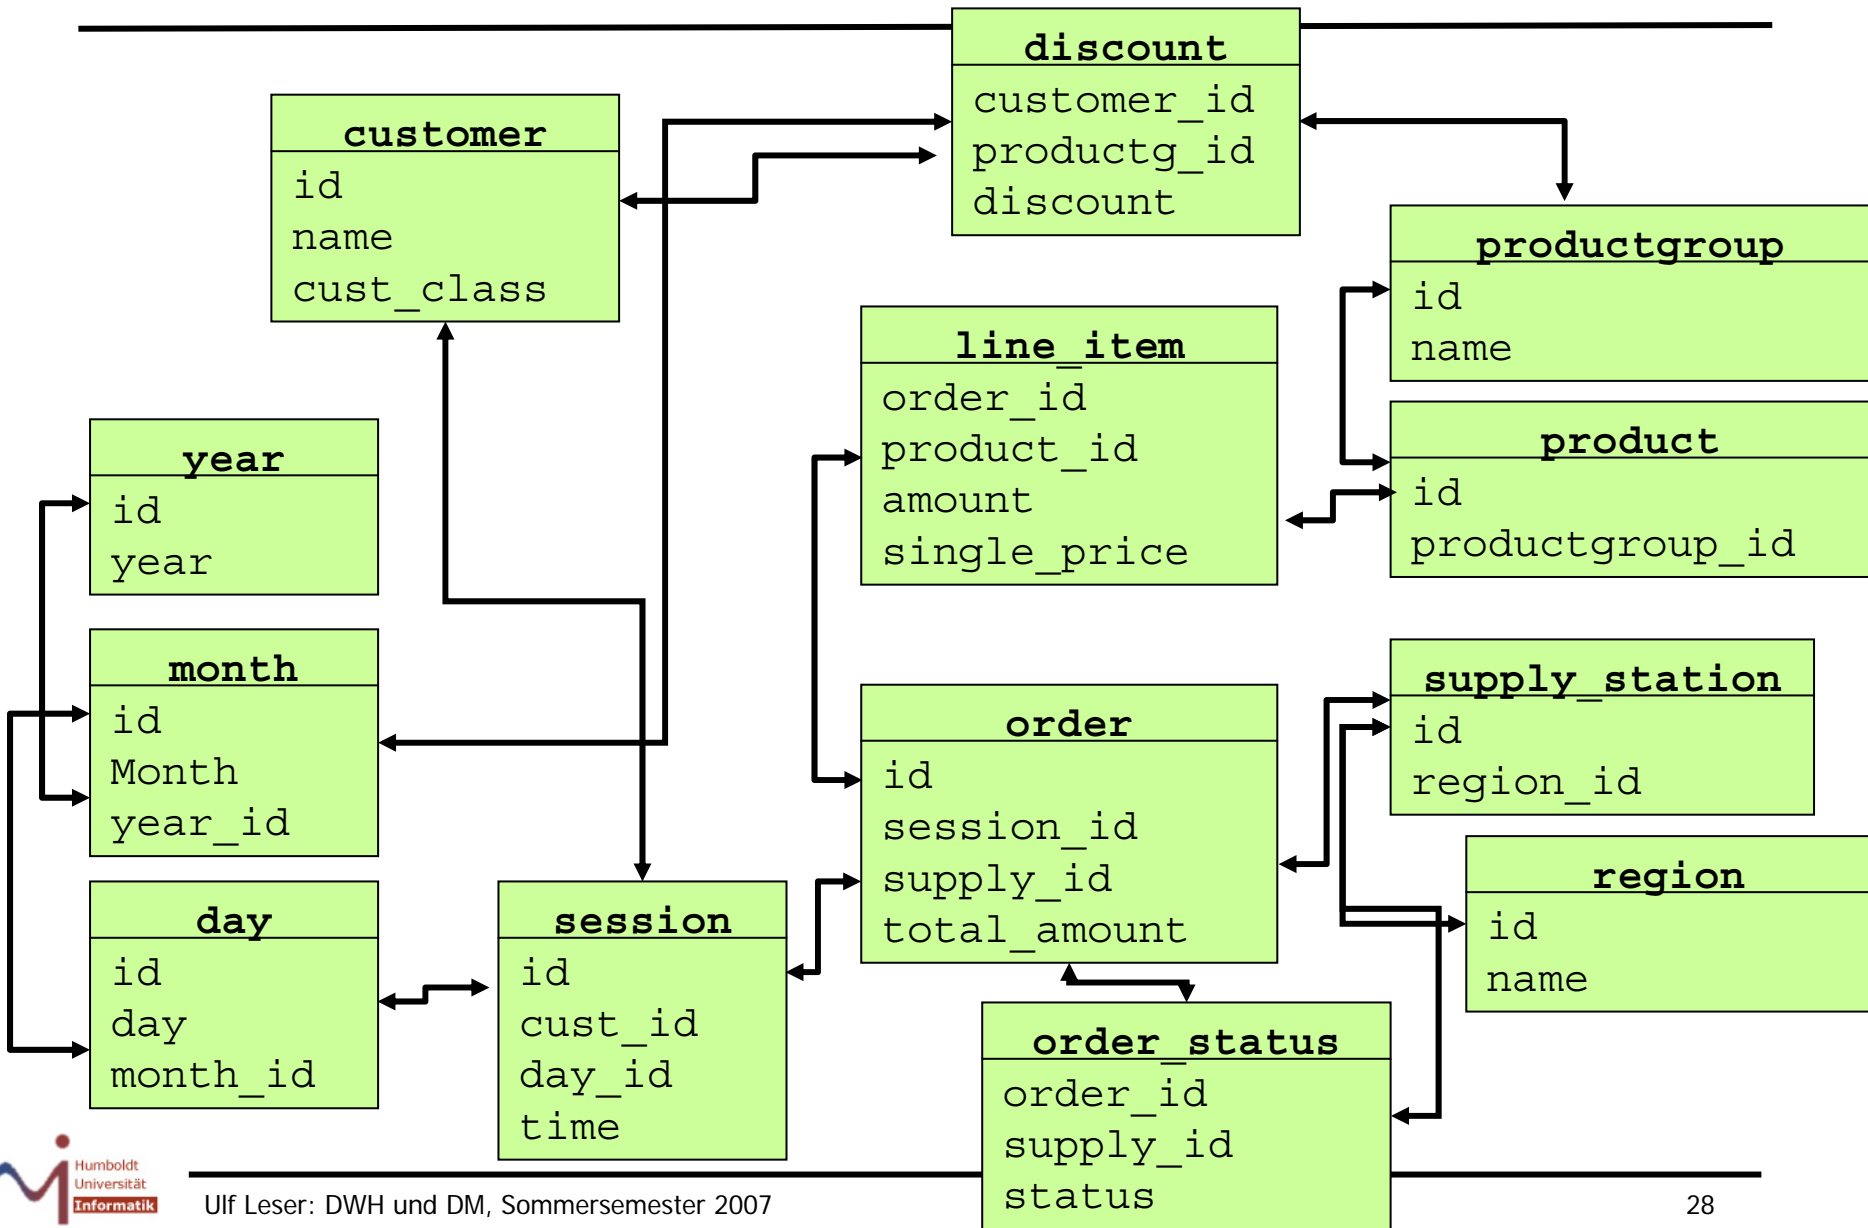 discount
customer_id
productg_id
discount
customer
id
name
cust_class
productgroup
id
name
line_item
order_id
product_id
amount
single_price
product
id
productgroup_id
year
id
year
month
id
Month
year_id
supply_station
id
region_id
order
id
session_id
supply_id
total_amount
region
id
name
day
id
day
month_id
session
id
cust_id
day_id
time
order_status
order_id
supply_id
status
Humboldt
Universität
Informatik
Ulf Leser: DWH und DM, Sommersemester 2007
28